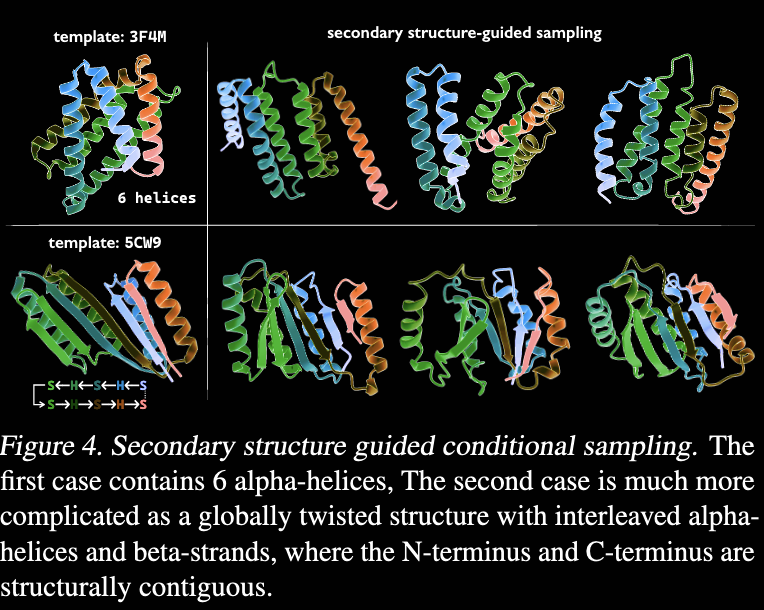 template: 3F4M
secondary structure-guided sampling
6 helices
template: 5CW9
S←H←S←H←S
S→H→S→H→S
Figure 4. Secondary structure guided conditional sampling. The
first case contains 6 alpha-helices, The second case is much more
complicated as a globally twisted structure with interleaved alpha-
helices and beta-strands, where the N-terminus and C-terminus are
structurally contiguous.